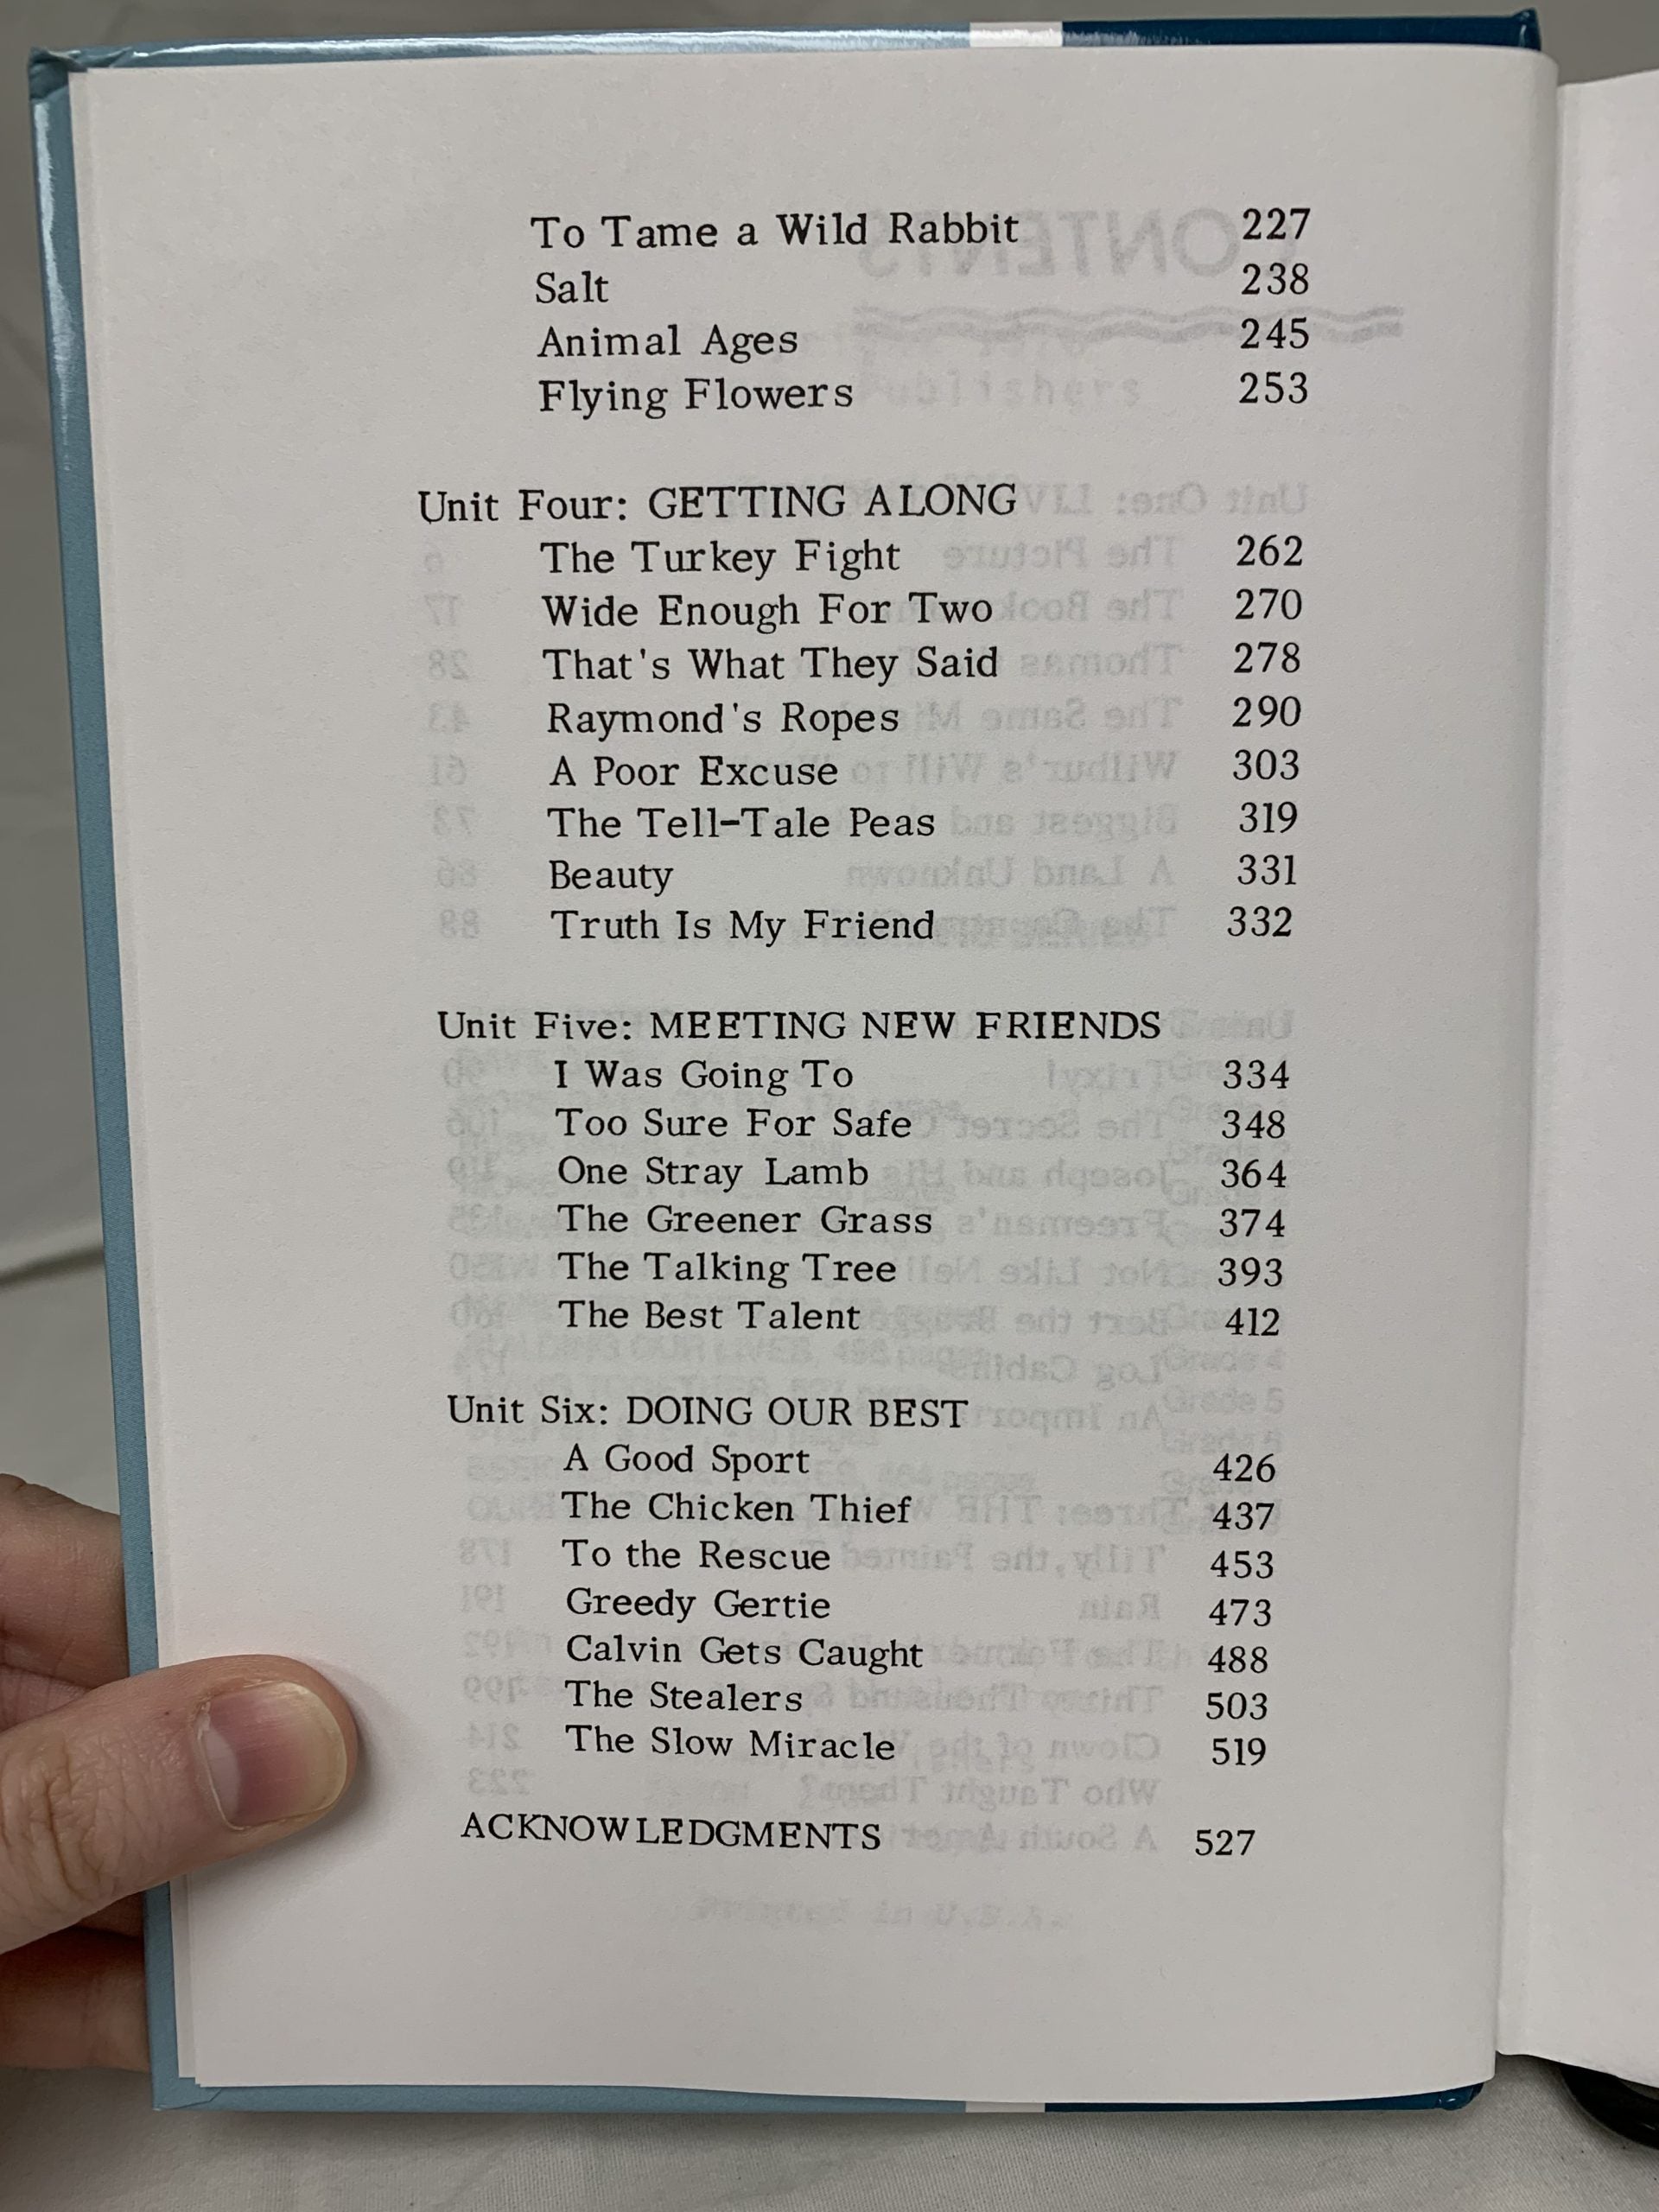 To Tame a Wild Rabbit 227
Salt 238
Animal Ages 245
Flying Flowers 253
Unit Four: GETTING ALONG
The Turkey Fight 262
Wide Enough For Two 270
That's What They Said 278
Raymond's Ropes 290
A Poor Excuse 303
The Tell-Tale Peas 319
Beauty 331
Truth Is My Friend 332
Unit Five: MEETING NEW FRIENDS
I Was Going To 334
Too Sure For Safe 348
One Stray Lamb 364
The Greener Grass 374
The Talking Tree 393
The Best Talent 412
Unit Six: DOING OUR BEST
A Good Sport 426
The Chicken Thief 437
To the Rescue 453
Greedy Gertie 473
Calvin Gets Caught 488
The Stealers 503
The Slow Miracle 519
ACKNOWLEDGMENTS 527